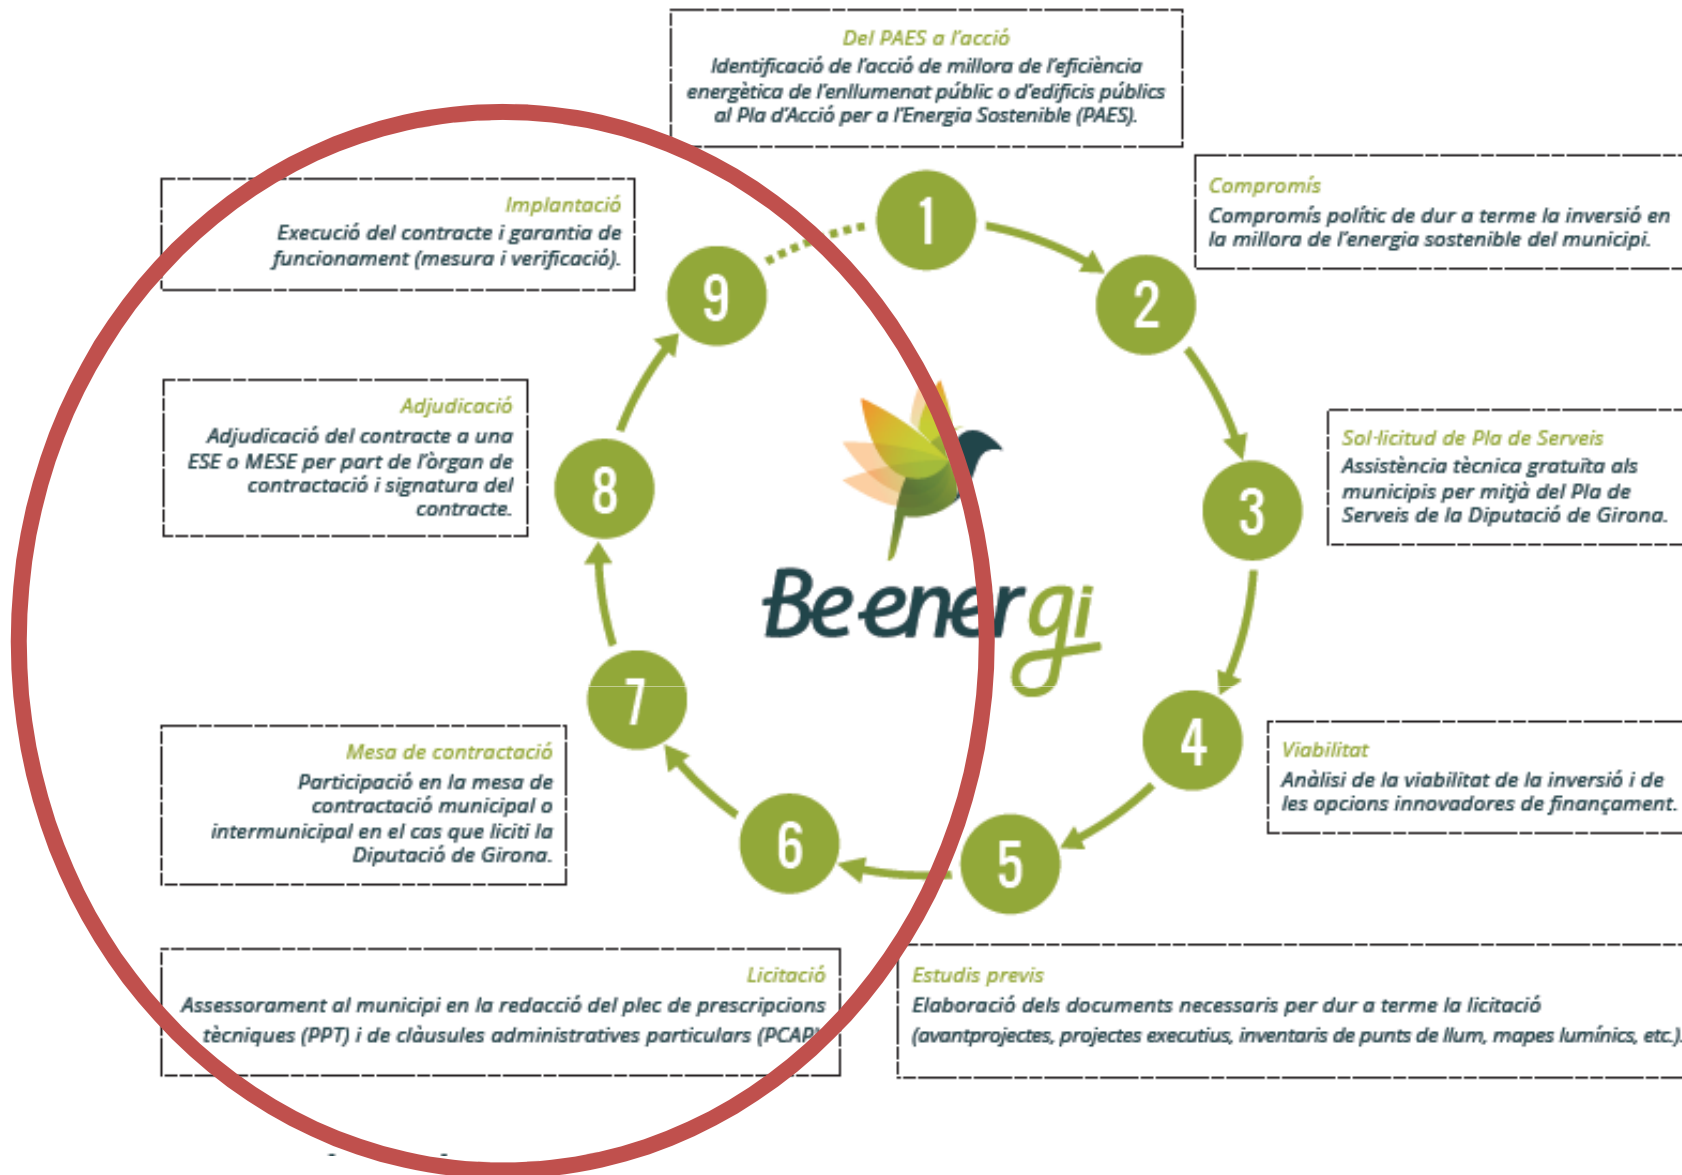 Del PAES a l'acció
Identificació de l'acció de millora de l'eficiència
energètica de l'enllumenat públic o d'edificis públics
al Pla d'Acció per a l'Energia Sostenible (PAES).
1
Compromís
Compromís polític de dur a terme la inversió en
la millora de l'energia sostenible del municipi.
2
Sol·licitud de Pla de Serveis
Assistència tècnica gratuïta als
municipis per mitjà del Pla de
Serveis de la Diputació de Girona.
3
Viabilitat
Anàlisi de la viabilitat de la inversió i de
les opcions innovadores de finançament.
4
Estudis previs
Elaboració dels documents necessaris per dur a terme la licitació
(avantprojectes, projectes executius, inventaris de punts de llum, mapes lumínics, etc.).
5
Licitació
Assessorament al municipi en la redacció del plec de prescripcions
tècniques (PPT) i de clàusules administratives particulars (PCAP)
6
Mesa de contractació
Participació en la mesa de
contractació municipal o
intermunicipal en el cas que liciti la
Diputació de Girona.
7
Adjudicació
Adjudicació del contracte a una
ESE o MESE per part de l'òrgan de
contractació i signatura del
contracte.
8
Implantació
Execució del contracte i garantia de
funcionament (mesura i verificació).
9
Beenergi